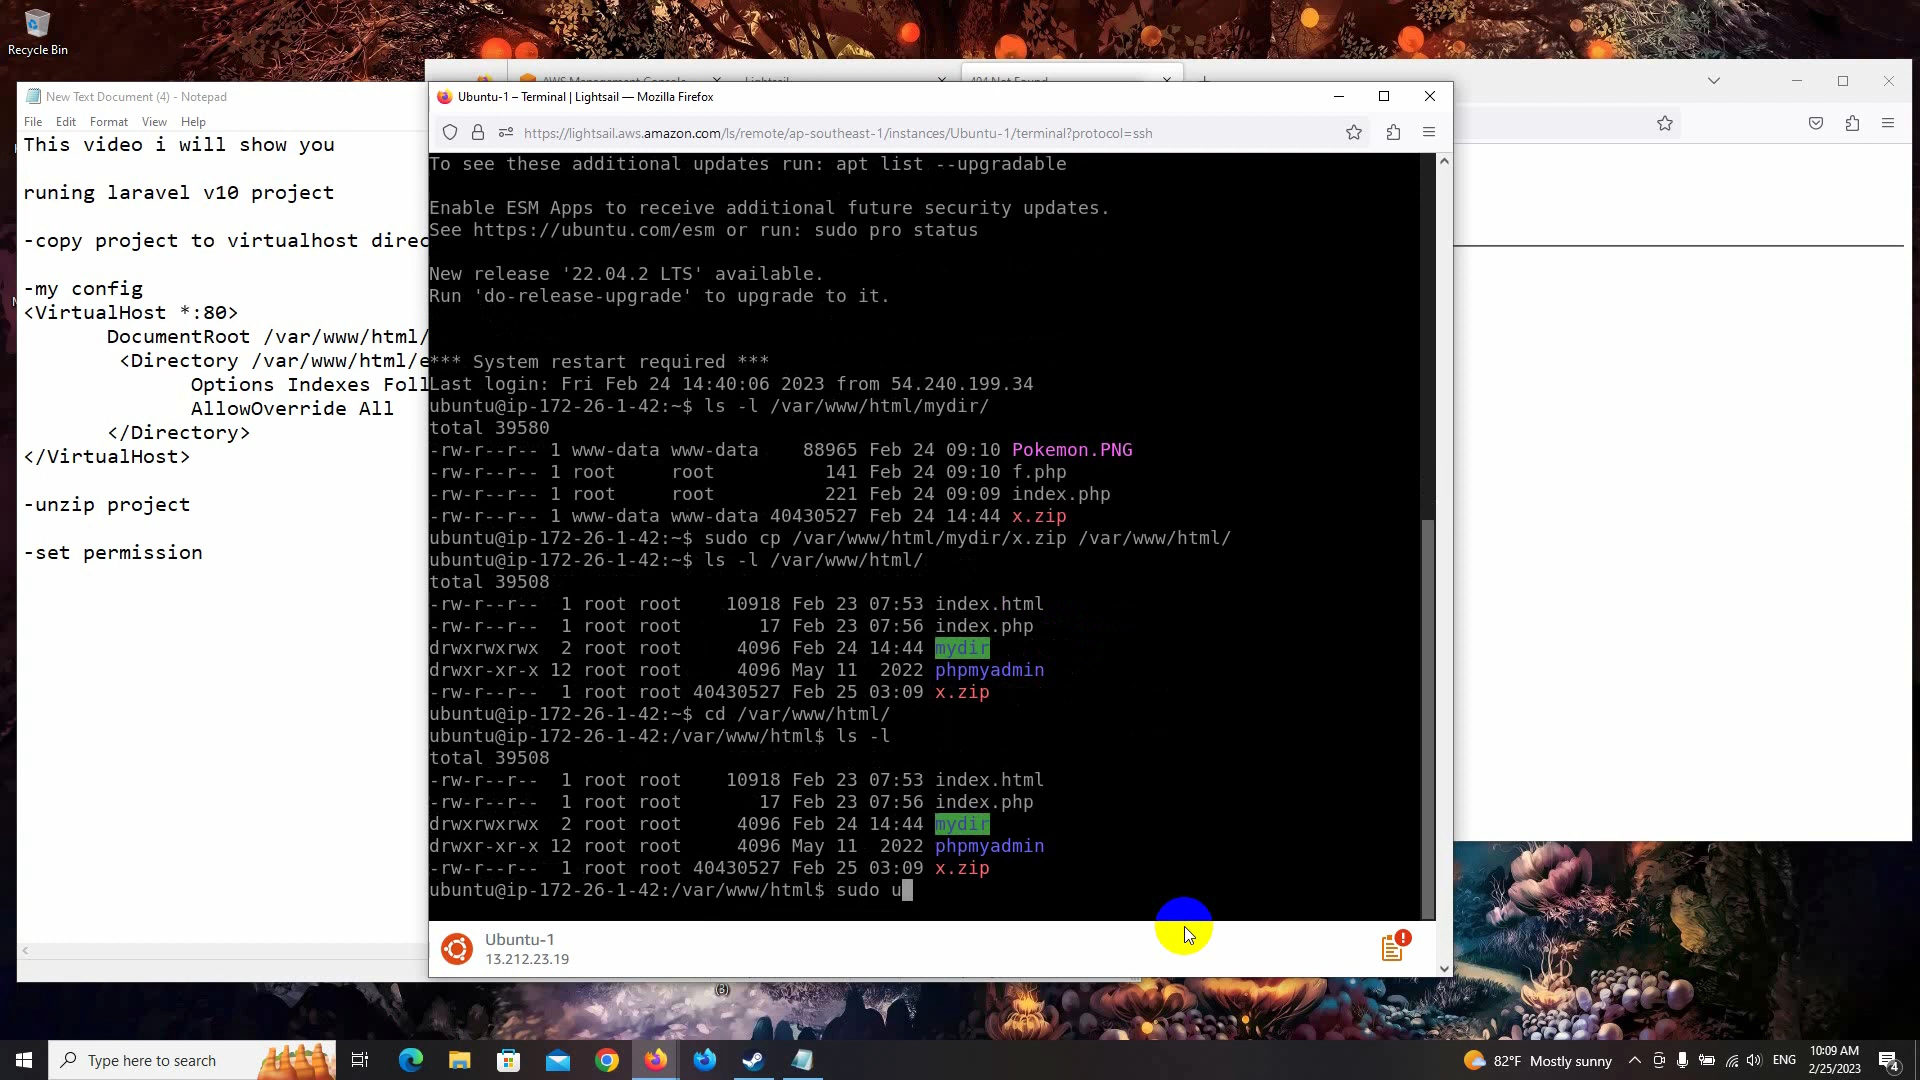 Recycle Bin
New Text Document (4) - Notepad
File Edit Format View Help
This video i will show you
runing laravel v10 project
-copy project to virtualhost direc
-my config
<VirtualHost *:80>
DocumentRoot /var/www/html/
<Directory /var/www/html/e
Options Indexes Foll
AllowOverride All
</Directory>
</VirtualHost>
-unzip project
-set permission
AWS Management Console
Lightsail
404 Not Found
Ubuntu-1 – Terminal | Lightsail — Mozilla Firefox
https://lightsail.aws.amazon.com/ls/remote/ap-southeast-1/instances/Ubuntu-1/terminal?protocol=ssh
To see these additional updates run: apt list --upgradable
Enable ESM Apps to receive additional future security updates.
See https://ubuntu.com/esm or run: sudo pro status
New release '22.04.2 LTS' available.
Run 'do-release-upgrade' to upgrade to it.
*** System restart required ***
Last login: Fri Feb 24 14:40:06 2023 from 54.240.199.34
ubuntu@ip-172-26-1-42:~$ ls -l /var/www/html/mydir/
total 39580
-rw-r--r-- 1 www-data www-data 88965 Feb 24 09:10 Pokemon.PNG
-rw-r--r-- 1 root root 141 Feb 24 09:10 f.php
-rw-r--r-- 1 root root 221 Feb 24 09:09 index.php
-rw-r--r-- 1 www-data www-data 40430527 Feb 24 14:44 x.zip
ubuntu@ip-172-26-1-42:~$ sudo cp /var/www/html/mydir/x.zip /var/www/html/
ubuntu@ip-172-26-1-42:~$ ls -l /var/www/html/
total 39508
-rw-r--r-- 1 root root 10918 Feb 23 07:53 index.html
-rw-r--r-- 1 root root 17 Feb 23 07:56 index.php
drwxrwxrwx 2 root root 4096 Feb 24 14:44 mydir
drwxr-xr-x 12 root root 4096 May 11 2022 phpmyadmin
-rw-r--r-- 1 root root 40430527 Feb 25 03:09 x.zip
ubuntu@ip-172-26-1-42:~$ cd /var/www/html/
ubuntu@ip-172-26-1-42:/var/www/html$ ls -l
total 39508
-rw-r--r-- 1 root root 10918 Feb 23 07:53 index.html
-rw-r--r-- 1 root root 17 Feb 23 07:56 index.php
drwxrwxrwx 2 root root 4096 Feb 24 14:44 mydir
drwxr-xr-x 12 root root 4096 May 11 2022 phpmyadmin
-rw-r--r-- 1 root root 40430527 Feb 25 03:09 x.zip
ubuntu@ip-172-26-1-42:/var/www/html$ sudo u
Ubuntu-1
13.212.23.19
Type here to search
82°F Mostly sunny
ENG
10:09 AM
2/25/2023
4